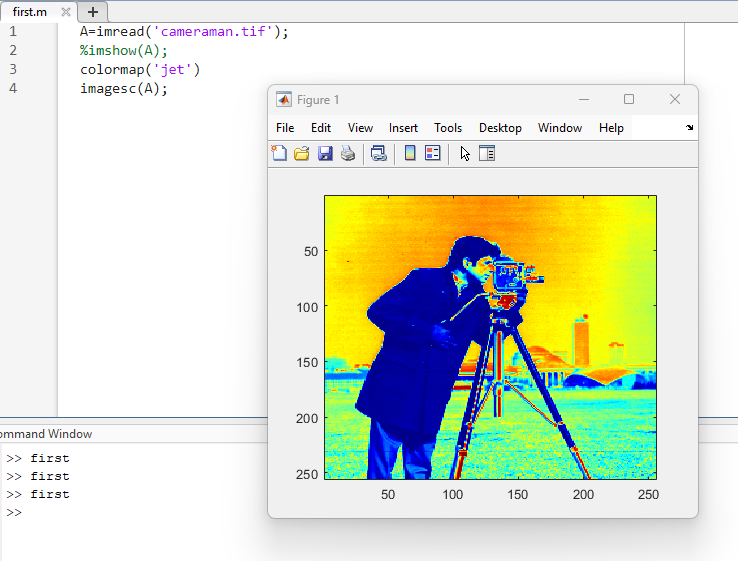 first.m
1 A=imread('cameraman.tif');
2 %imshow(A);
3 colormap('jet')
4 imagesc(A);
Figure 1
File Edit View Insert Tools Desktop Window Help
50
100
150
200
250
50 100 150 200 250
ommand Window
>> first
>> first
>> first
>>